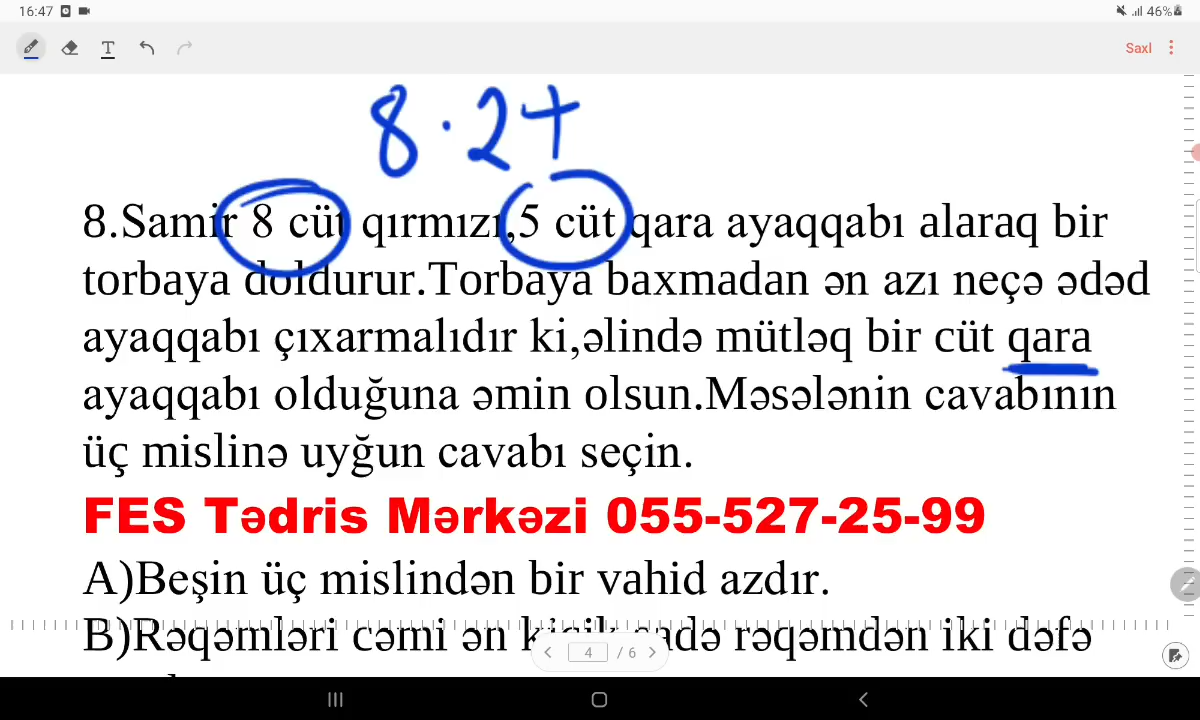 16:47
46%
T
Saxl
8·2+
8.Samir 8 cüt qırmızı,5 cüt qara ayaqqabı alaraq bir
torbaya doldurur.Torbaya baxmadan ən azı neçə ədəd
ayaqqabı çıxarmalıdır ki,əlində mütləq bir cüt qara
ayaqqabı olduğuna əmin olsun.Məsələnin cavabının
üç mislinə uyğun cavabı seçin.
FES Tədris Mərkəzi 055-527-25-99
A)Beşin üç mislindən bir vahid azdır.
B)Rəqəmləri cəmi ən kiçik sadə rəqəmdən iki dəfə
4 / 6